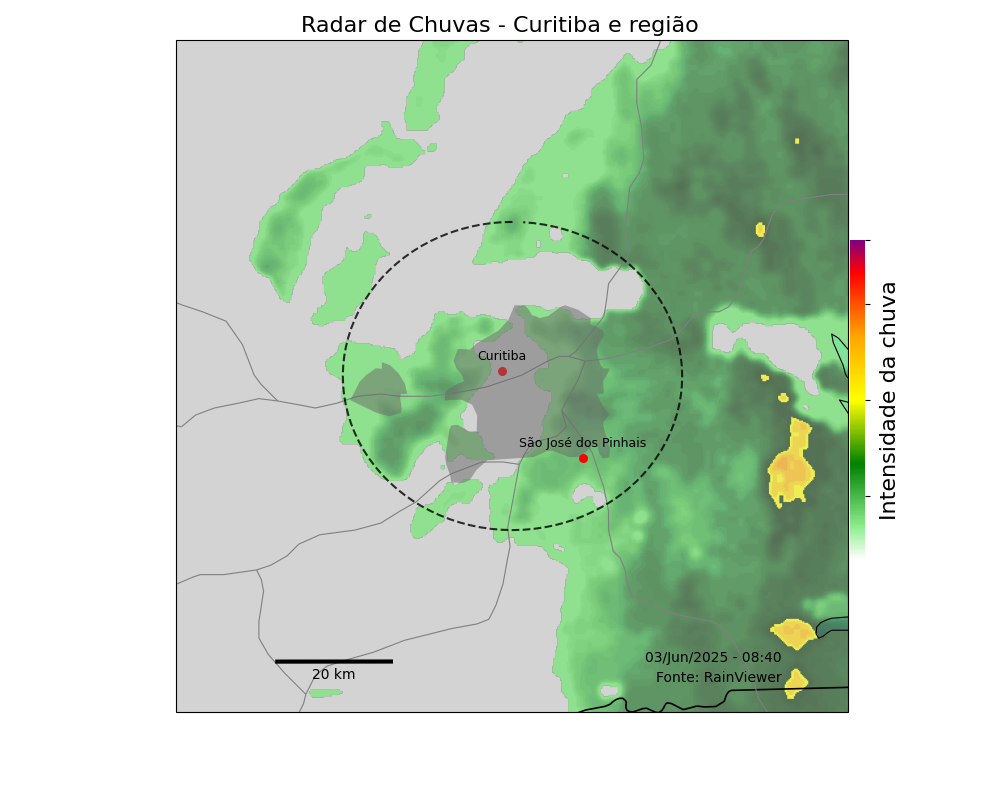 Radar de Chuvas - Curitiba e região
Curitiba
São José dos Pinhais
Intensidade da chuva
03/Jun/2025 - 08:40
Fonte: RainViewer
20 km